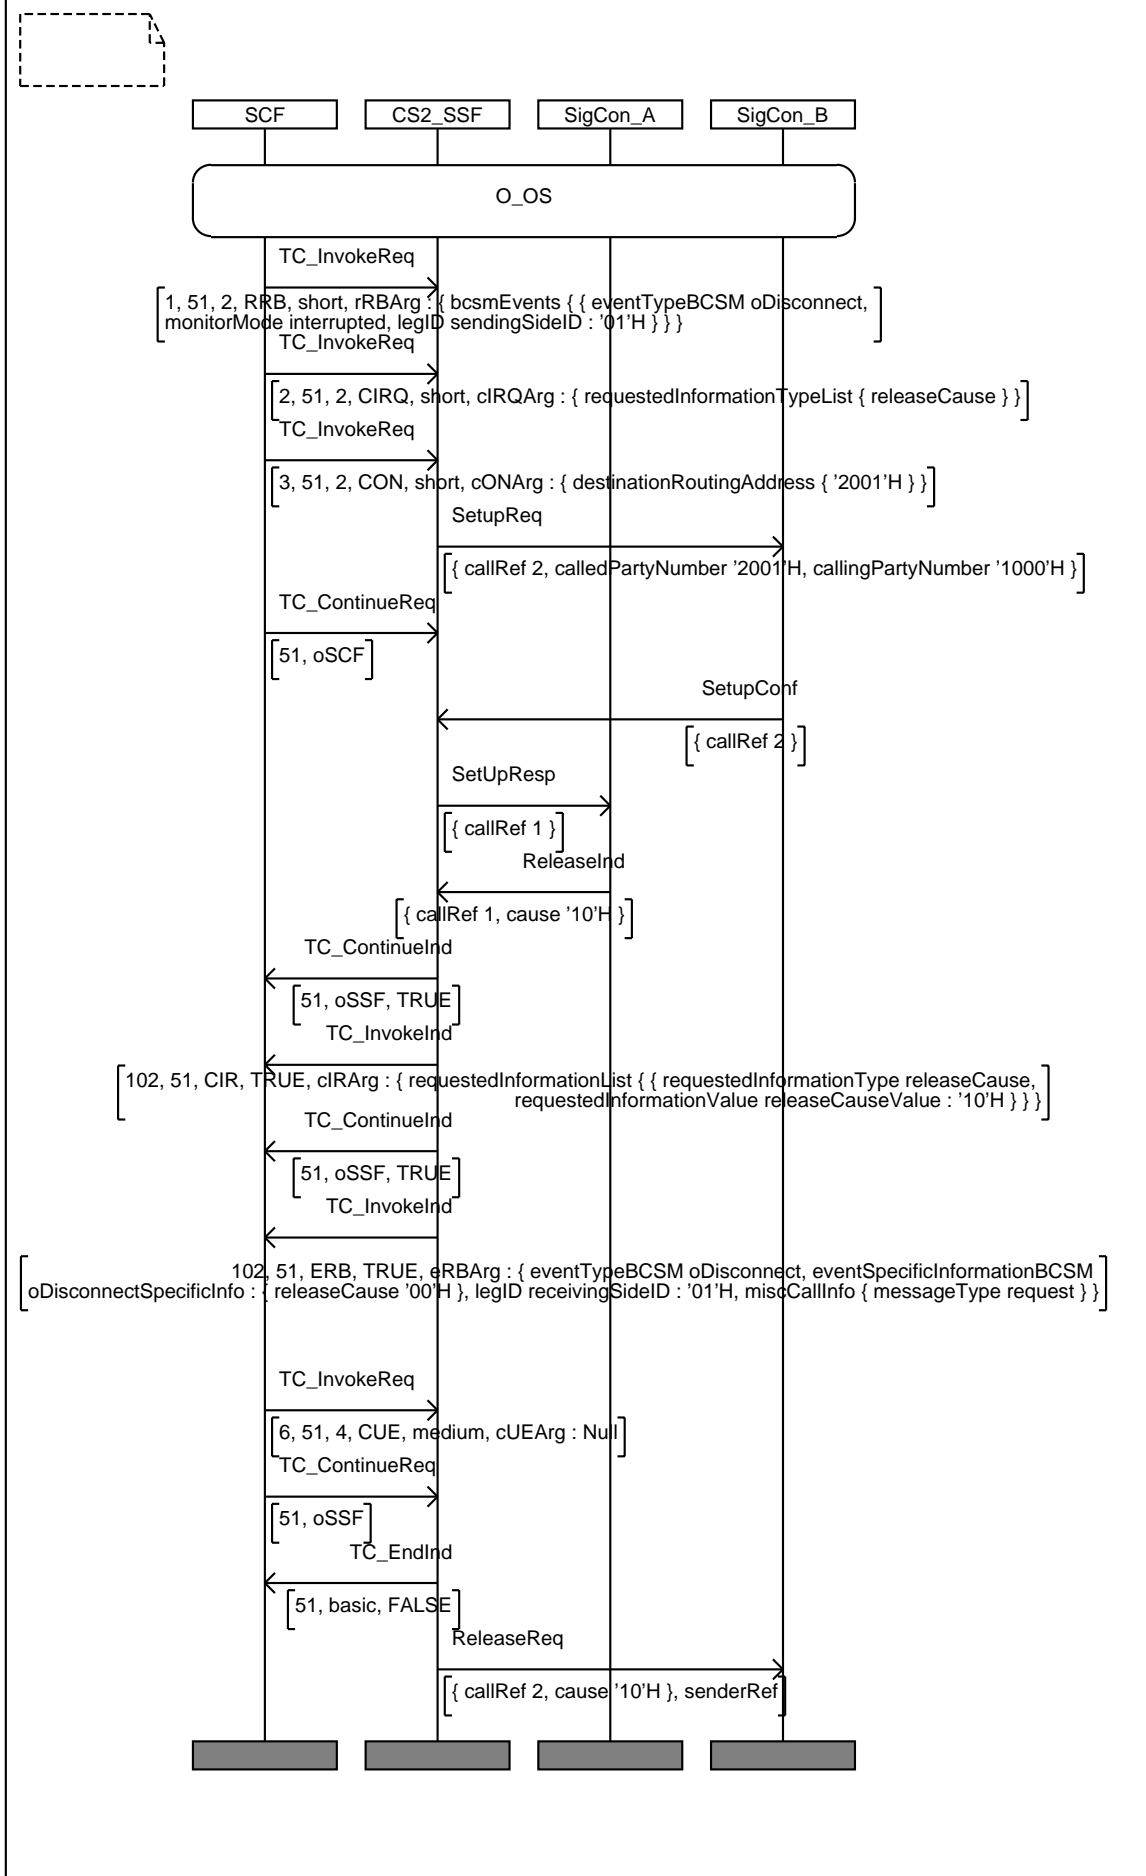 SCF CS2_SSF SigCon_A SigCon_B
O_OS
TC_InvokeReq
1, 51, 2, RRB, short, rRBArg : { bcsmEvents { { eventTypeBCSM oDisconnect,
monitorMode interrupted, legID sendingSideID : ’01’H } } }
TC_InvokeReq
2, 51, 2, CIRQ, short, cIRQArg : { requestedInformationTypeList { releaseCause } }
TC_InvokeReq
3, 51, 2, CON, short, cONArg : { destinationRoutingAddress { ’2001’H } }
SetupReq
{ callRef 2, calledPartyNumber ’2001’H, callingPartyNumber ’1000’H }
TC_ContinueReq
51, oSCF
SetupConf
{ callRef 2 }
SetUpResp
{ callRef 1 }
ReleaseInd
{ callRef 1, cause ’10’H }
TC_ContinueInd
51, oSSF, TRUE
TC_InvokeInd
102, 51, CIR, TRUE, cIRArg : { requestedInformationList { { requestedInformationType releaseCause,
requestedInformationValue releaseCauseValue : ’10’H } } }
TC_ContinueInd
51, oSSF, TRUE
TC_InvokeInd
102, 51, ERB, TRUE, eRBArg : { eventTypeBCSM oDisconnect, eventSpecificInformationBCSM
oDisconnectSpecificInfo : { releaseCause ’00’H }, legID receivingSideID : ’01’H, miscCallInfo { messageType request } }
TC_InvokeReq
6, 51, 4, CUE, medium, cUEArg : Null
TC_ContinueReq
51, oSSF
TC_EndInd
51, basic, FALSE
ReleaseReq
{ callRef 2, cause ’10’H }, senderRef